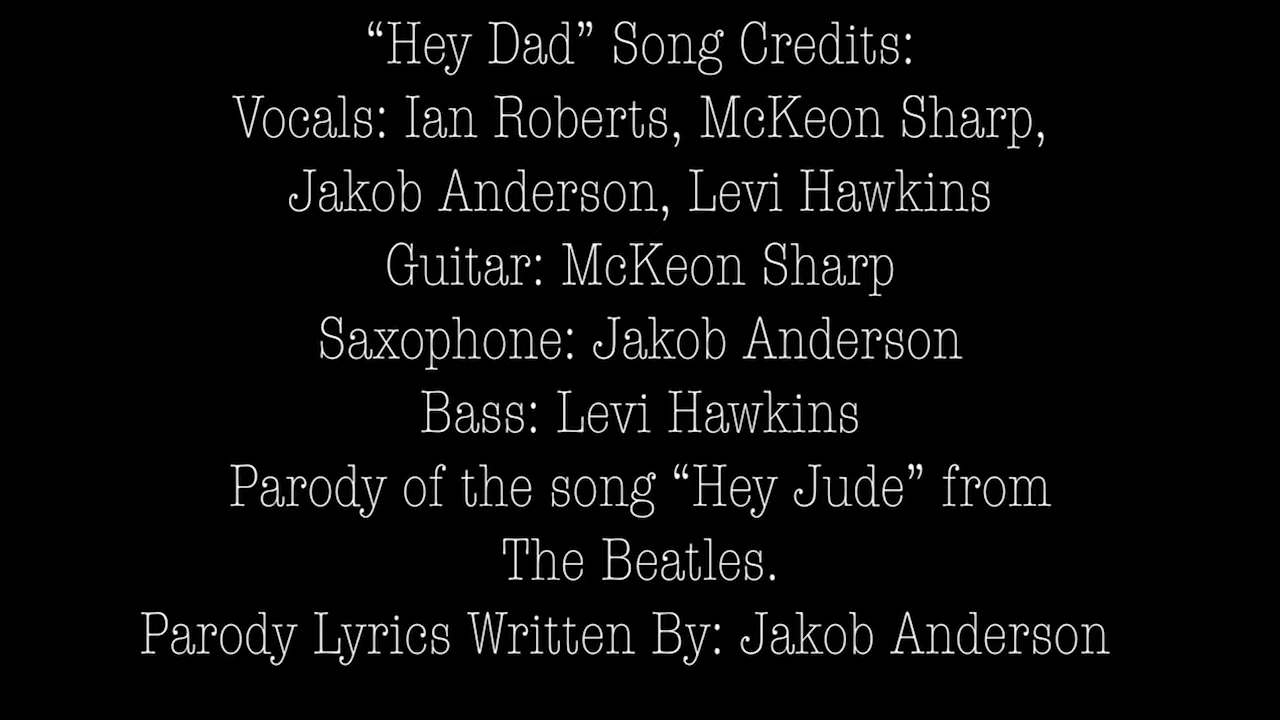 “Hey Dad” Song Credits:
Vocals: Ian Roberts, McKeon Sharp,
Jakob Anderson, Levi Hawkins
Guitar: McKeon Sharp
Saxophone: Jakob Anderson
Bass: Levi Hawkins
Parody of the song “Hey Jude” from
The Beatles.
Parody Lyrics Written By: Jakob Anderson